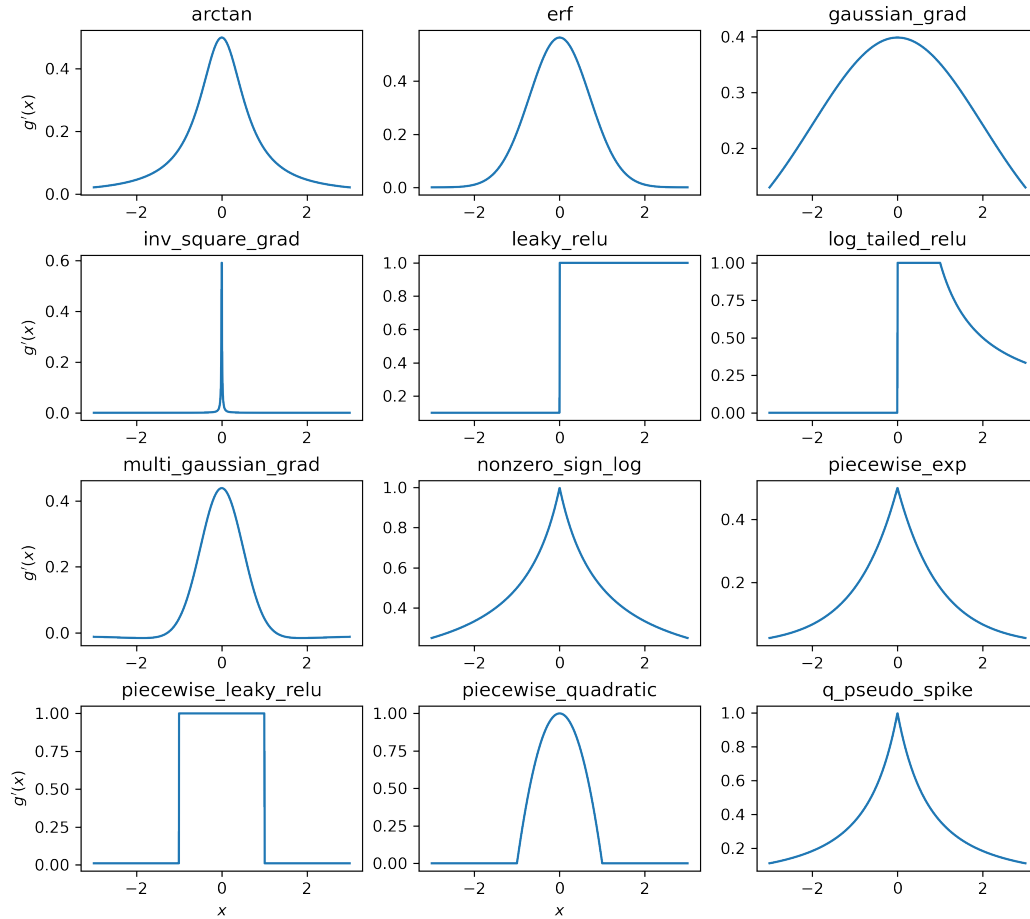 arctan
erf
gaussian_grad
g′(x)
0.4
0.2
0.0
−2 0 2
0.4
0.2
0.0
−2 0 2
0.4
0.3
0.2
−2 0 2
inv_square_grad
leaky_relu
log_tailed_relu
g′(x)
0.6
0.4
0.2
0.0
−2 0 2
1.0
0.8
0.6
0.4
0.2
−2 0 2
1.00
0.75
0.50
0.25
0.00
−2 0 2
multi_gaussian_grad
nonzero_sign_log
piecewise_exp
g′(x)
0.4
0.2
0.0
−2 0 2
1.0
0.8
0.6
0.4
−2 0 2
0.4
0.2
−2 0 2
piecewise_leaky_relu
piecewise_quadratic
q_pseudo_spike
g′(x)
1.00
0.75
0.50
0.25
0.00
−2 0 2
x
1.00
0.75
0.50
0.25
0.00
−2 0 2
x
1.0
0.8
0.6
0.4
0.2
−2 0 2